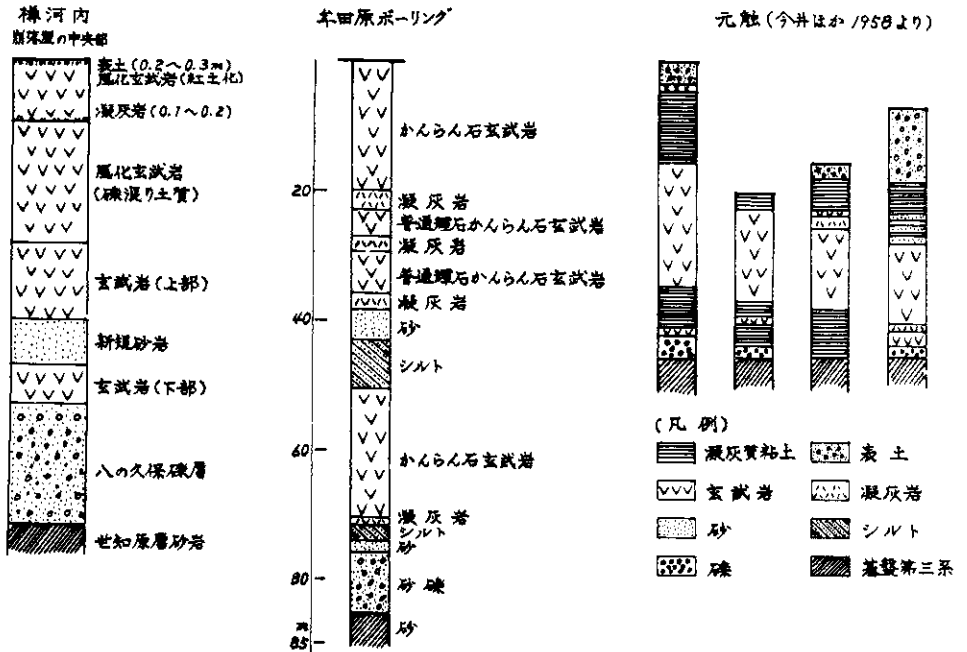 樽河内
崩落壁の中央部
表土(0.2~0.3m)
風化玄武岩(紅土化)
凝灰岩(0.1~0.2)
風化玄武岩
(礫混り土質)
玄武岩(上部)
新堤砂岩
玄武岩(下部)
八の久保礫層
世知原層砂岩
牟田原ボーリング
20
40
60
80
m
85
かんらん石玄武岩
凝灰岩
普通輝石かんらん石玄武岩
凝灰岩
普通輝石かんらん石玄武岩
凝灰岩
砂
シルト
かんらん石玄武岩
凝灰岩
シルト
砂
砂礫
砂
元触(今井ほか1958より)
(凡例)
凝灰質粘土
表土
玄武岩
凝灰岩
砂
シルト
礫
基盤第三系